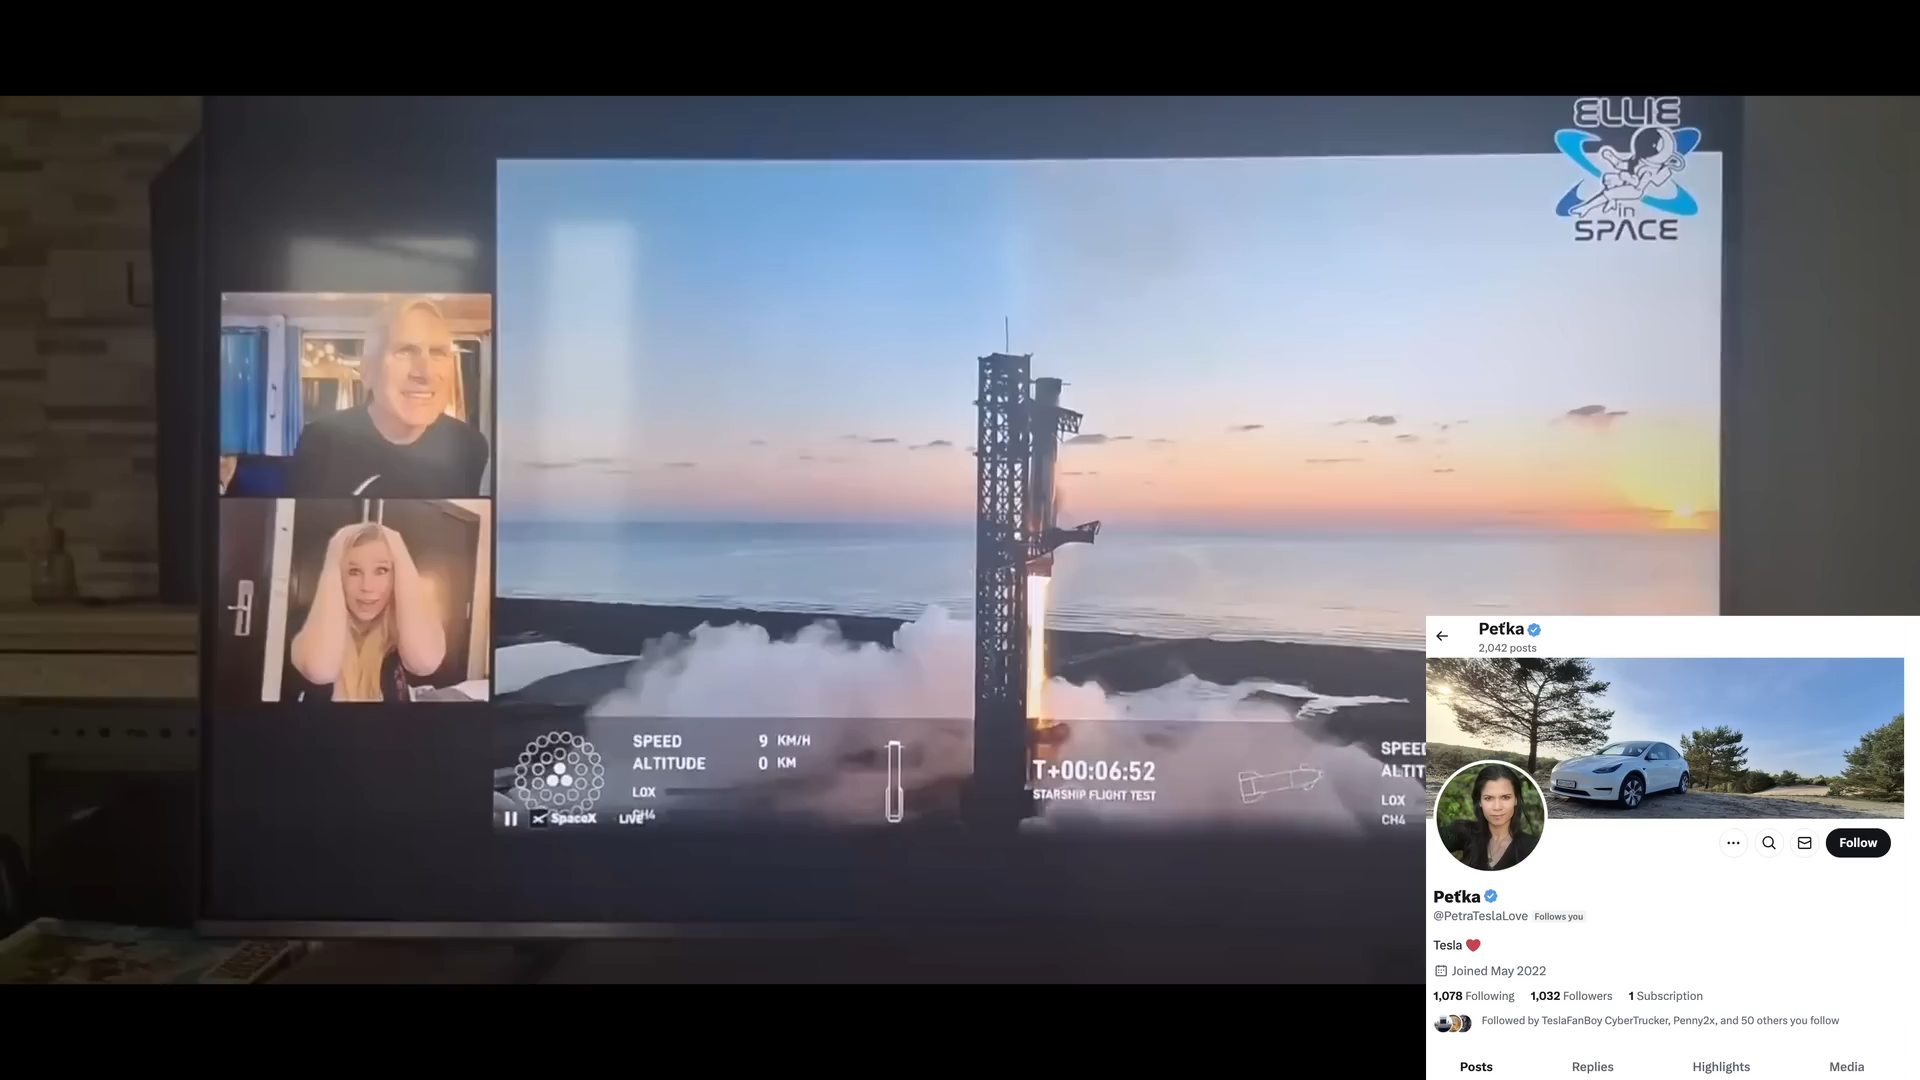 ELLIE
in
SPACE
SPEED 9 KM/H
ALTITUDE 0 KM
LOX
CH4
SpaceX LIVE
T+00:06:52
STARSHIP FLIGHT TEST
SPEED
ALTIT
LOX
CH4
Peťka
2,042 posts
Follow
Peťka
@PetraTeslaLove Follows you
Tesla ❤️
Joined May 2022
1,078 Following 1,032 Followers 1 Subscription
Followed by TeslaFanBoy CyberTrucker, Penny2x, and 50 others you follow
Posts Replies Highlights Media